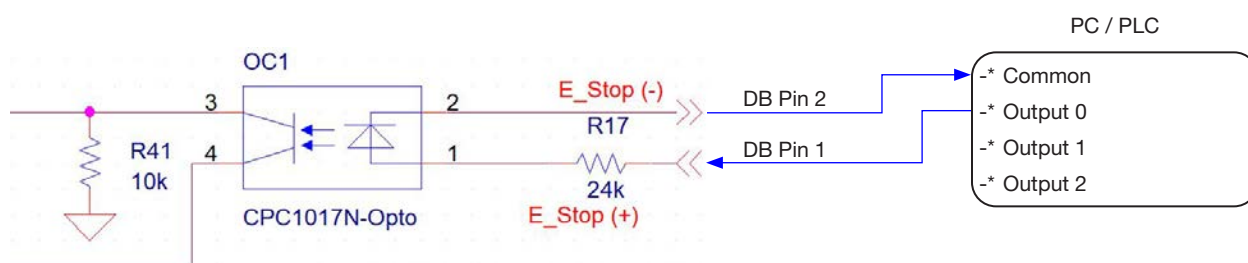 PC / PLC
OC1
3
2
E_Stop (-)
DB Pin 2
-* Common
-* Output 0
R17
R41
10k
4
1
DB Pin 1
-* Output 1
24k
-* Output 2
CPC1017N-Opto
E_Stop (+)